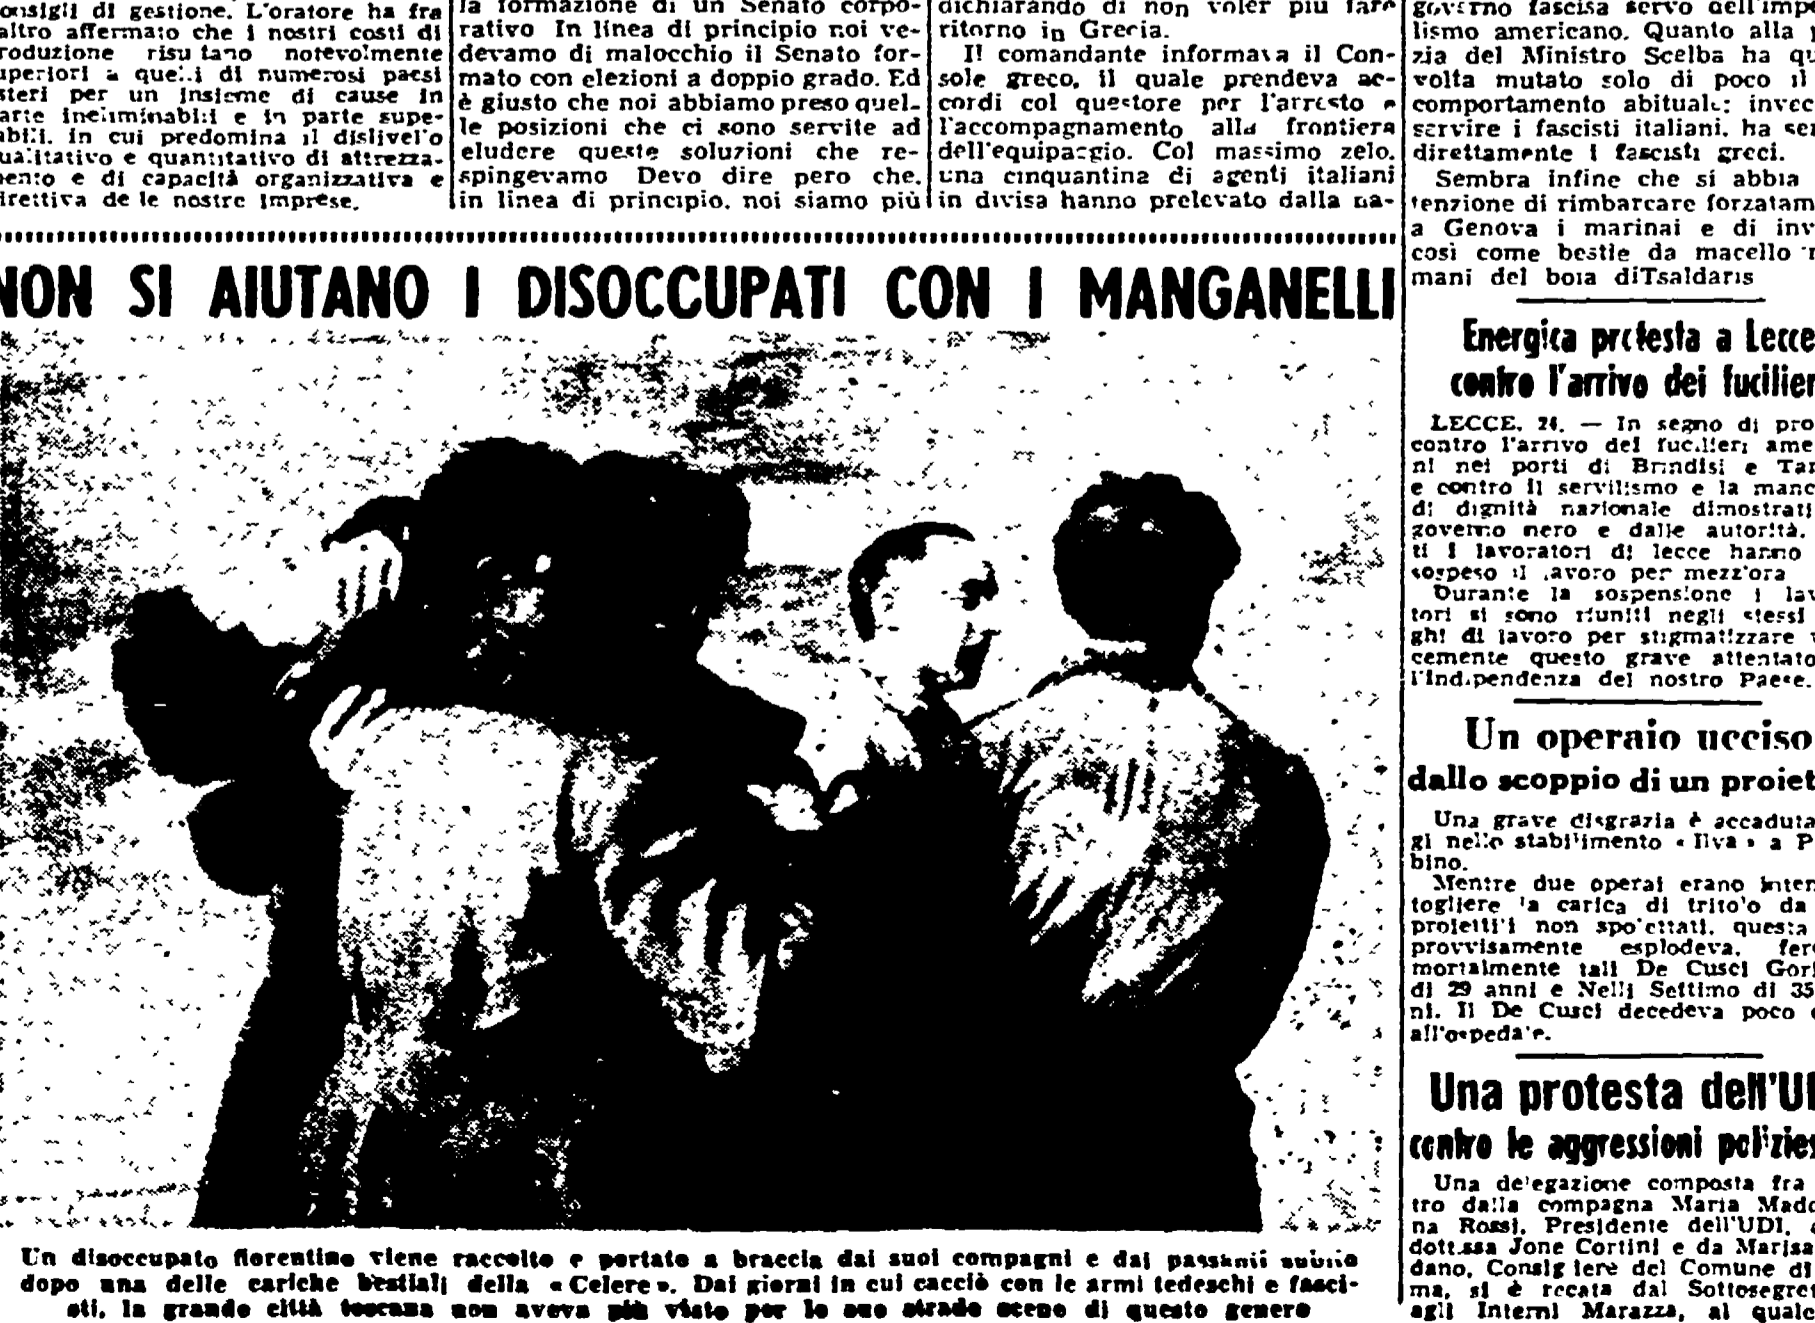 onsigli di gestione. L'oratore ha fra
altro affermato che i nostri costi di
roduzione risu tano notevolmente
uperiori a quel.i di numerosi paesi
steri per un insieme di cause in
arte ineliminabili e in parte supe-
abili. in cui predomina il dislivel'o
ualitativo e quantitativo di attrezza-
mento e di capacità organizzativa e
irettiva de le nostre imprese.
la formazione di un Senato corpo-
rativo In linea di principio noi ve-
devamo di malocchio il Senato for-
mato con elezioni a doppio grado. Ed
è giusto che noi abbiamo preso quel-
le posizioni che ci sono servite ad
eludere queste soluzioni che re-
spingevamo Devo dire pero che.
in linea di principio. noi siamo più
dichiarando di non voler più fare
ritorno in Grecia.
Il comandante informava il Con-
sole greco, il quale prendeva ac-
cordi col questore per l'arresto e
l'accompagnamento alla frontiera
dell'equipaggio. Col massimo zelo.
una cinquantina di agenti italiani
in divisa hanno prelevato dalla na-
NON SI AIUTANO I DISOCCUPATI CON I MANGANELLI
Un disoccupato fiorentino viene raccolto e portato a braccia dai suoi compagni e dai passanti subito
dopo una delle cariche bestiali della « Celere ». Dai giorni in cui cacciò con le armi tedeschi e fasci-
sti, la grande città toscana non aveva più visto per le sue strade scene di questo genere
governo fascisa servo dell'impe
lismo americano. Quanto alla p
zia del Ministro Scelba ha qu
volta mutato solo di poco il
comportamento abituale: invec
servire i fascisti italiani. ha ser
direttamente i fascisti greci.
Sembra infine che si abbia
tenzione di rimbarcare forzatam
a Genova i marinai e di inv
così come bestie da macello
mani del boia diTsaldaris
Energica protesta a Lecce
contro l'arrivo dei fucilier
LECCE, 24. — In segno di pro
contro l'arrivo dei fucilieri ame
ni nei porti di Brindisi e Tar
e contro il servilismo e la manc
di dignità nazionale dimostrati
governo nero e dalle autorità.
ti i lavoratori di lecce hanno
sospeso il .avoro per mezz'ora
Durante la sospensione i lav
tori si sono riuniti negli stessi
ghi di lavoro per stigmatizzare
cemente questo grave attentato
l'Indipendenza del nostro Paese.
Un operaio ucciso
dallo scoppio di un proiet
Una grave disgrazia è accaduta
gi nello stabilimento « Ilva » a P
bino.
Mentre due operai erano inten
togliere la carica di tritolo da
proiettili non spolettati. questa
provvisamente esplodeva, fer
mortalmente tali De Cusci Gor
di 29 anni e Nelli Settimo di 35
ni. Il De Cusci decedeva poco
all'ospedale.
Una protesta dell'UI
contro le aggressioni polizies
Una delegazione composta fra
tro dalla compagna Maria Madd
na Rossi, Presidente dell'UDI,
dott.ssa Jone Cortini e da Marisa
dano, Consigliere del Comune di
ma, si è recata dal Sottosegret
agli Interni Marazza, al qualc